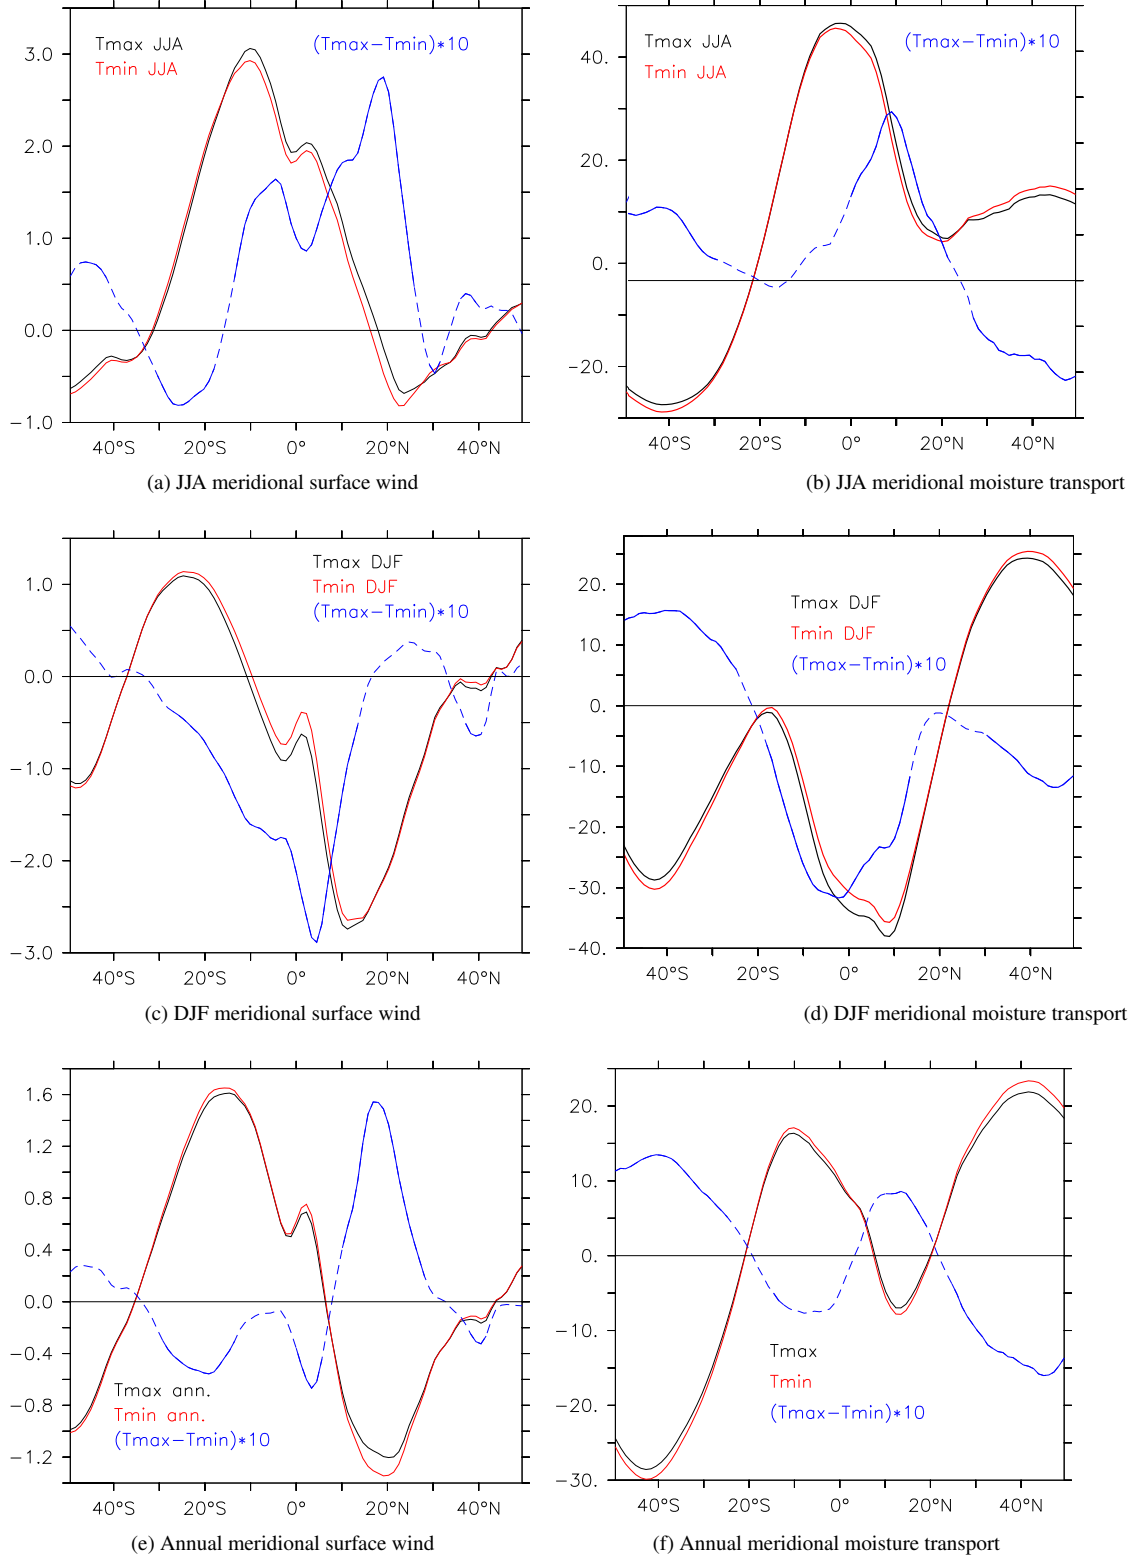 3.0
2.0
1.0
0.0
−1.0
Tmax JJA
Tmin JJA
(Tmax−Tmin)*10
40°S 20°S 0° 20°N 40°N
(a) JJA meridional surface wind
40.
20.
0.
−20.
Tmax JJA
Tmin JJA
(Tmax−Tmin)*10
40°S 20°S 0° 20°N 40°N
(b) JJA meridional moisture transport
1.0
0.0
−1.0
−2.0
−3.0
Tmax DJF
Tmin DJF
(Tmax−Tmin)*10
40°S 20°S 0° 20°N 40°N
(c) DJF meridional surface wind
20.
10.
0.
−10.
−20.
−30.
−40.
Tmax DJF
Tmin DJF
(Tmax−Tmin)*10
40°S 20°S 0° 20°N 40°N
(d) DJF meridional moisture transport
1.6
1.2
0.8
0.4
0.0
−0.4
−0.8
−1.2
Tmax ann.
Tmin ann.
(Tmax−Tmin)*10
40°S 20°S 0° 20°N 40°N
(e) Annual meridional surface wind
20.
10.
0.
−10.
−20.
−30.
Tmax
Tmin
(Tmax−Tmin)*10
40°S 20°S 0° 20°N 40°N
(f) Annual meridional moisture transport